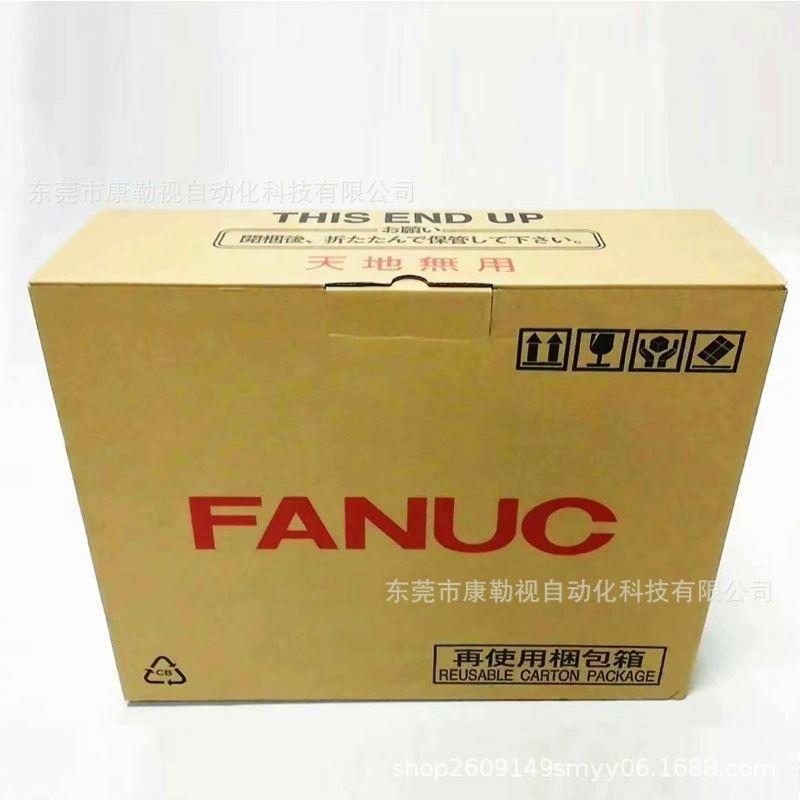 东莞市康勒视自动化科技有限公司
THIS END UP
お願い
開梱後、折たたんで保管して下さい。
天地無用
FANUC
东莞市康勒视自动化科技有限公司
CB
再使用梱包箱
REUSABLE CARTON PACKAGE
shop2609149smyy06.1688.com